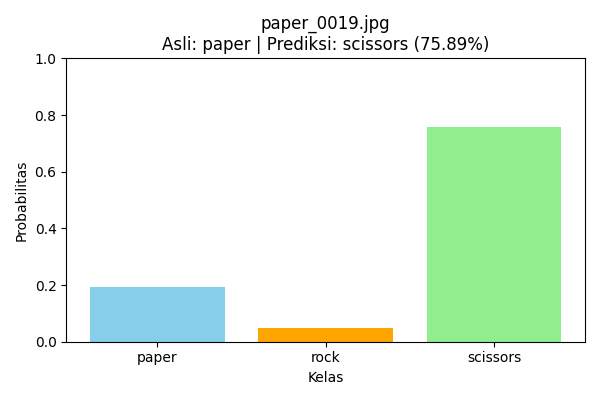 paper_0019.jpg
Asli: paper | Prediksi: scissors (75.89%)
1.0
0.8
0.6
0.4
0.2
0.0
Probabilitas
paper
rock
scissors
Kelas